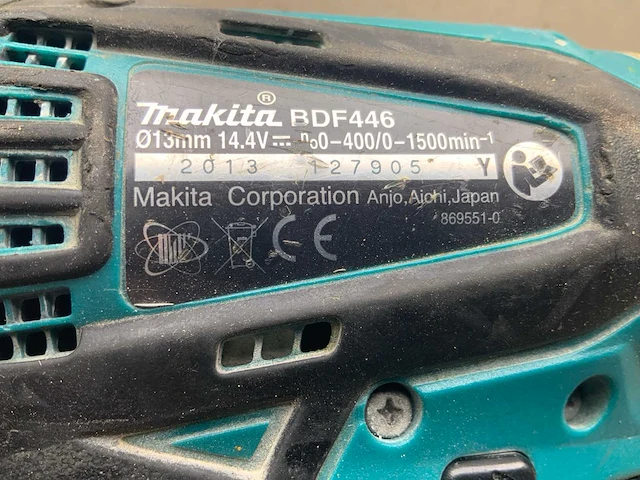 makita® BDF446
Ø13mm 14.4V⎓ n₀0-400/0-1500min⁻¹
2013 127905 Y
Makita Corporation Anjo,Aichi,Japan
869551-0
CE